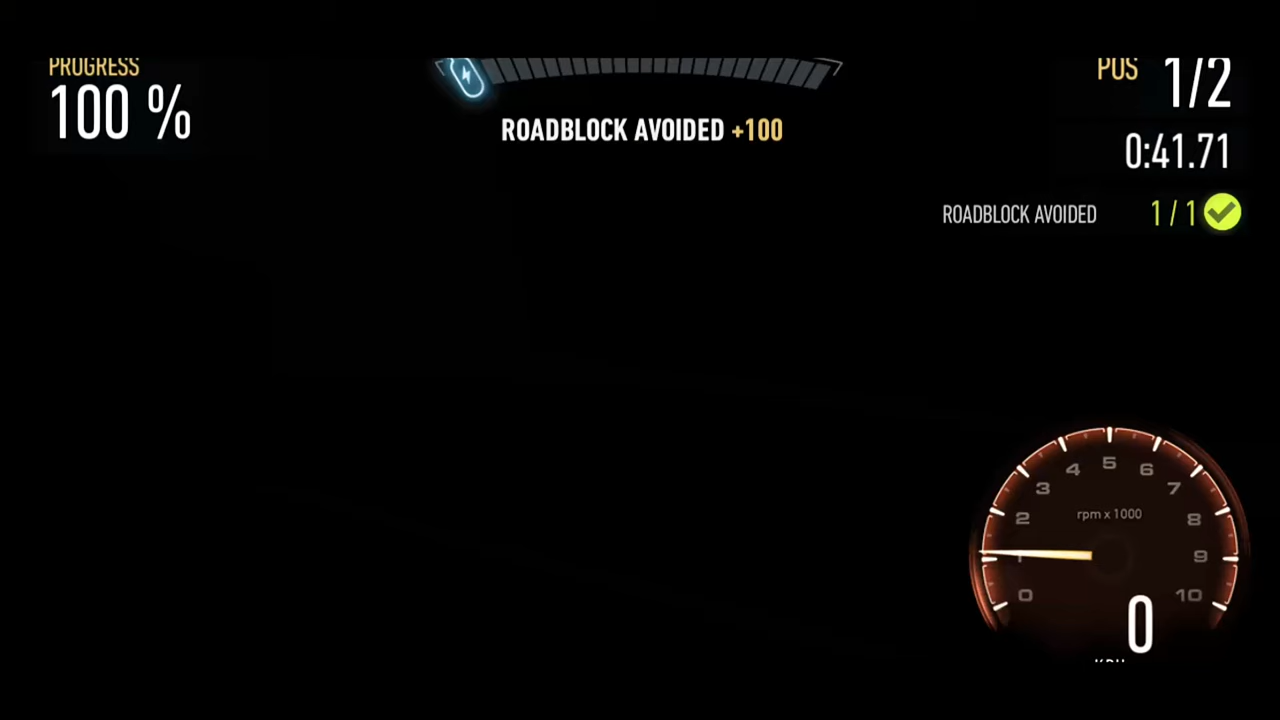 PROGRESS
100 %
ROADBLOCK AVOIDED +100
POS 1/2
0:41.71
ROADBLOCK AVOIDED 1 / 1
0 1 2 3 4 5 6 7 8 9 10
rpm x 1000
0